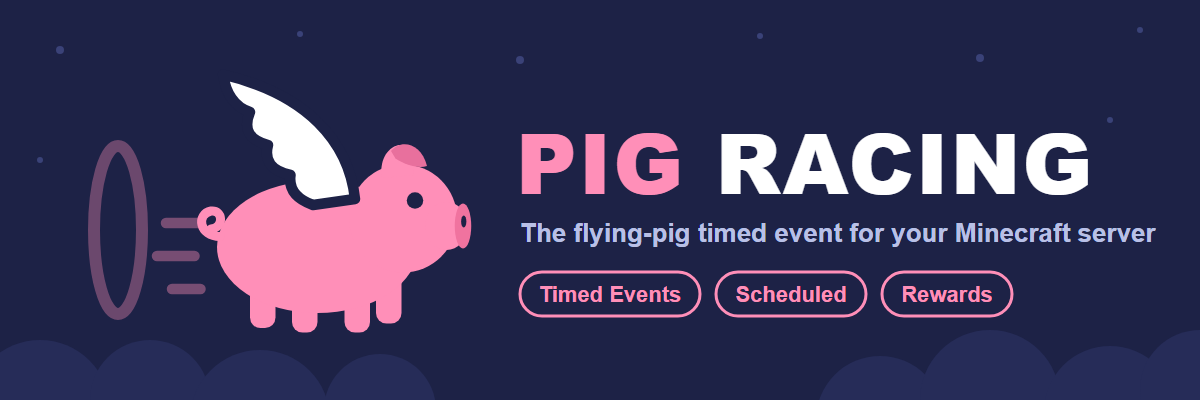 PIG RACING
The flying-pig timed event for your Minecraft server
Timed Events Scheduled Rewards